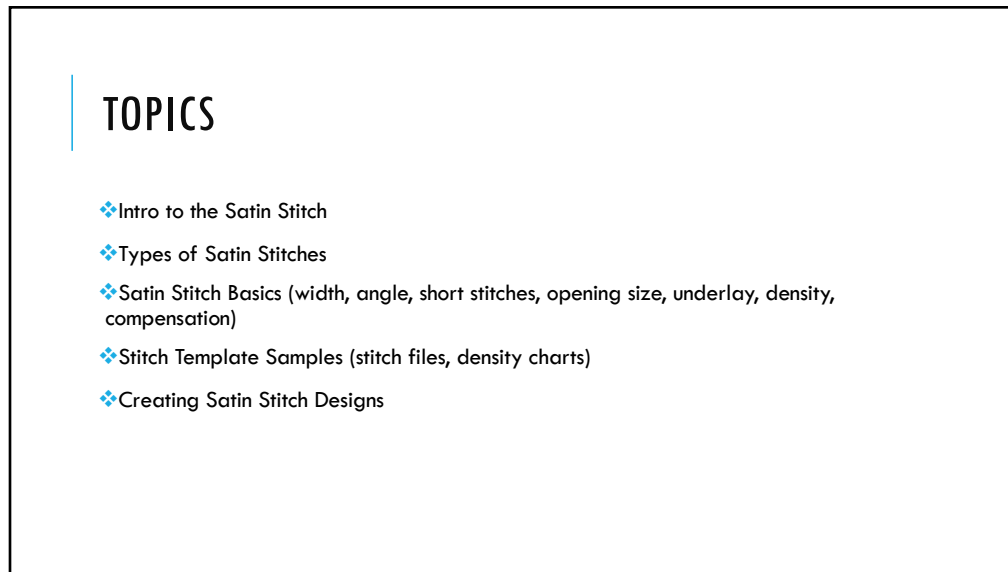 TOPICS
❖Intro to the Satin Stitch
❖Types of Satin Stitches
❖Satin Stitch Basics (width, angle, short stitches, opening size, underlay, density,
compensation)
❖Stitch Template Samples (stitch files, density charts)
❖Creating Satin Stitch Designs